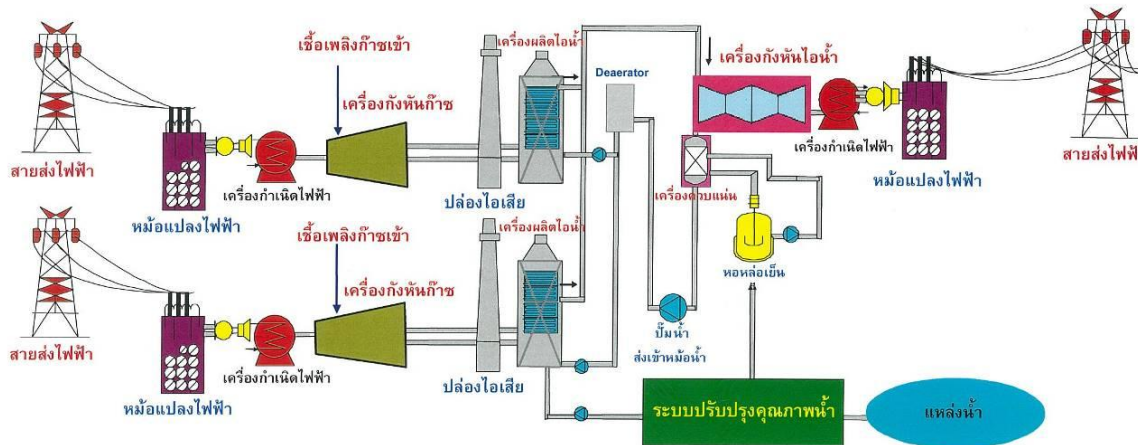 เชื้อเพลิงก๊าซเข้า
เครื่องกังหันก๊าซ
เครื่องผลิตไอน้ำ
Deaerator
เครื่องกังหันไอน้ำ
สายส่งไฟฟ้า
หม้อแปลงไฟฟ้า
เครื่องกำเนิดไฟฟ้า
ปล่องไอเสีย
เครื่องควบแน่น
เครื่องกำเนิดไฟฟ้า
หม้อแปลงไฟฟ้า
สายส่งไฟฟ้า
เชื้อเพลิงก๊าซเข้า
เครื่องกังหันก๊าซ
เครื่องผลิตไอน้ำ
หอหล่อเย็น
สายส่งไฟฟ้า
หม้อแปลงไฟฟ้า
เครื่องกำเนิดไฟฟ้า
ปล่องไอเสีย
ปั๊มน้ำ
ส่งเข้าหม้อน้ำ
ระบบปรับปรุงคุณภาพน้ำ
แหล่งน้ำ